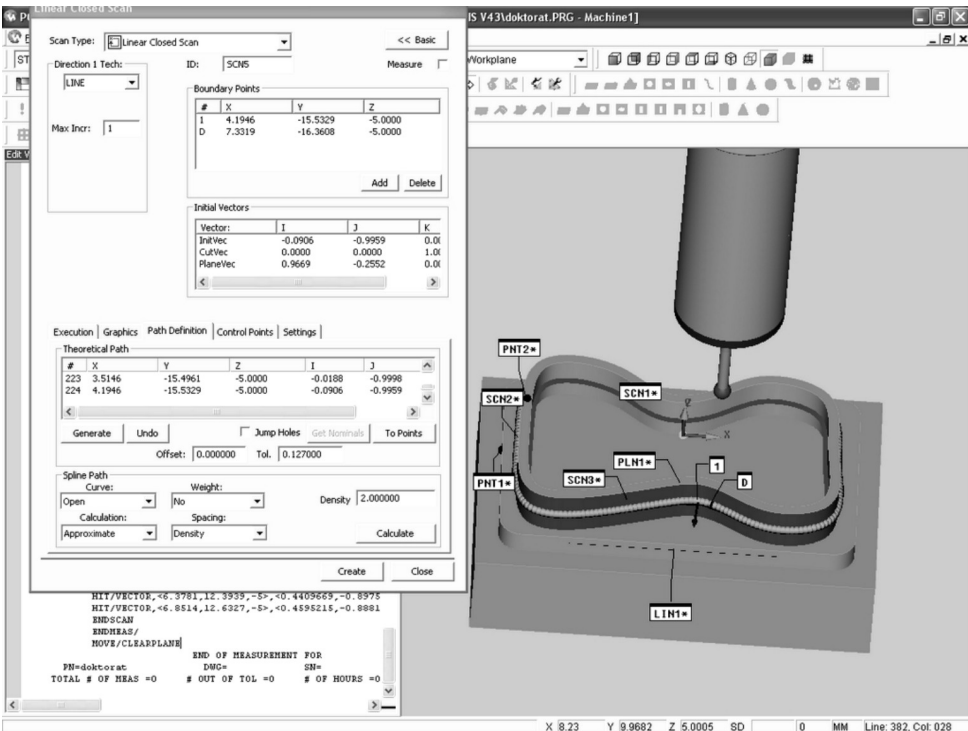 Linear Closed Scan
IS V43\doktorat.PRG - Machine1]
Scan Type: Linear Closed Scan << Basic
Direction 1 Tech:
LINE
Max Incr: 1
ID: SCN5 Measure
Boundary Points
# X Y Z
1 4.1946 -15.5329 -5.0000
D 7.3319 -16.3608 -5.0000
Add Delete
Initial Vectors
Vector: I J K
InitVec -0.0906 -0.9959 0.0
CutVec 0.0000 0.0000 1.0
PlaneVec 0.9669 -0.2552 0.0
Execution Graphics Path Definition Control Points Settings
Theoretical Path
# X Y Z I J
223 3.5146 -15.4961 -5.0000 -0.0188 -0.9998
224 4.1946 -15.5329 -5.0000 -0.0906 -0.9959
Generate Undo Jump Holes Get Nominals To Points
Offset: 0.000000 Tol. 0.127000
Spline Path
Curve: Weight:
Open No Density 2.000000
Calculation: Spacing:
Approximate Density Calculate
Create Close
HIT/VECTOR,<6.3781,12.3939,-5>,<0.4409669,-0.8975
HIT/VECTOR,<6.8514,12.6327,-5>,<0.4595215,-0.8881
ENDSCAN
ENDMEAS/
MOVE/CLEARPLANE
END OF MEASUREMENT FOR
PN=doktorat DWG= SN=
TOTAL # OF MEAS =0 # OUT OF TOL =0 # OF HOURS =0
Workplane
ST
Edit
PNT2*
SCN2*
SCN1*
Z
X
PLN1*
1
PNT1*
SCN3*
D
LIN1*
X 8.23 Y 9.9682 Z 5.0005 SD 0 MM Line: 382, Col: 028